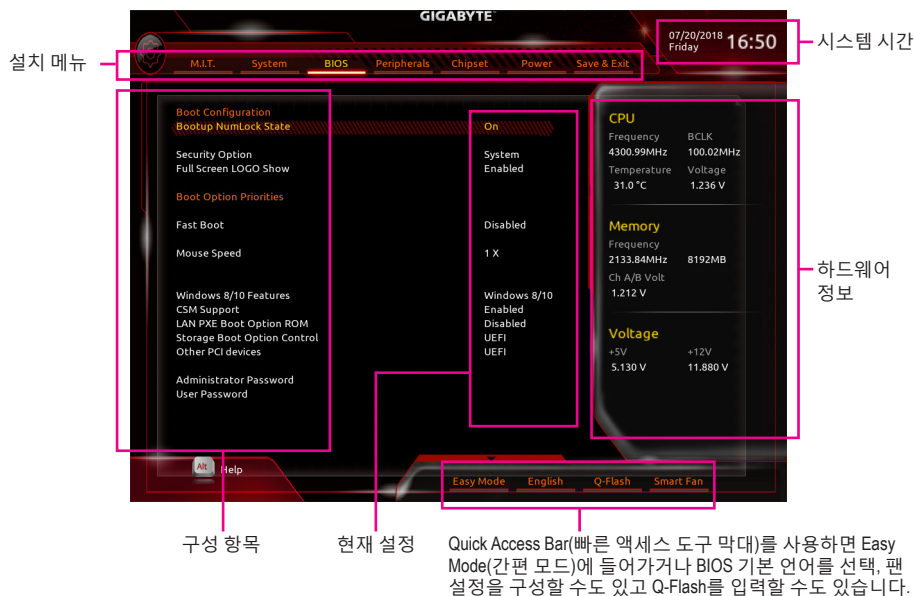 GIGABYTE
07/20/2018
Friday
16:50
시스템 시간
설치 메뉴
M.I.T. System BIOS Peripherals Chipset Power Save & Exit
Boot Configuration
Bootup NumLock State On
Security Option System
Full Screen LOGO Show Enabled
Boot Option Priorities
Fast Boot Disabled
Mouse Speed 1 X
Windows 8/10 Features Windows 8/10
CSM Support Enabled
LAN PXE Boot Option ROM Disabled
Storage Boot Option Control UEFI
Other PCI devices UEFI
Administrator Password
User Password
CPU
Frequency BCLK
4300.99MHz 100.02MHz
Temperature Voltage
31.0 °C 1.236 V
Memory
Frequency
2133.84MHz 8192MB
Ch A/B Volt
1.212 V
Voltage
+5V +12V
5.130 V 11.880 V
하드웨어
정보
Alt Help
Easy Mode English Q-Flash Smart Fan
구성 항목
현재 설정
Quick Access Bar(빠른 액세스 도구 막대)를 사용하면 Easy
Mode(간편 모드)에 들어가거나 BIOS 기본 언어를 선택, 팬
설정을 구성할 수도 있고 Q-Flash를 입력할 수도 있습니다.